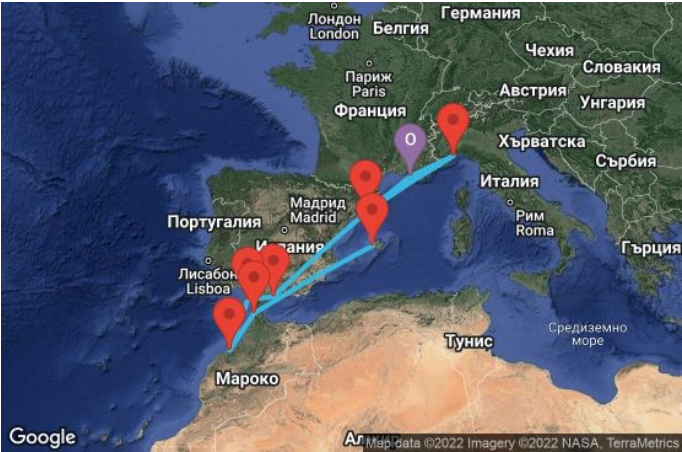 Германия
Лондон
London
Белгия
Чехия
Словакия
Париж
Paris
Австрия
Унгария
Франция
O
Хърватска
Сърбия
Италия
Мадрид
Madrid
Португалия
Рим
Roma
Испания
Гърция
Лисабон
Lisboa
Средиземно
море
Тунис
Мароко
Google
Map data ©2022 Imagery ©2022 NASA, TerraMetrics